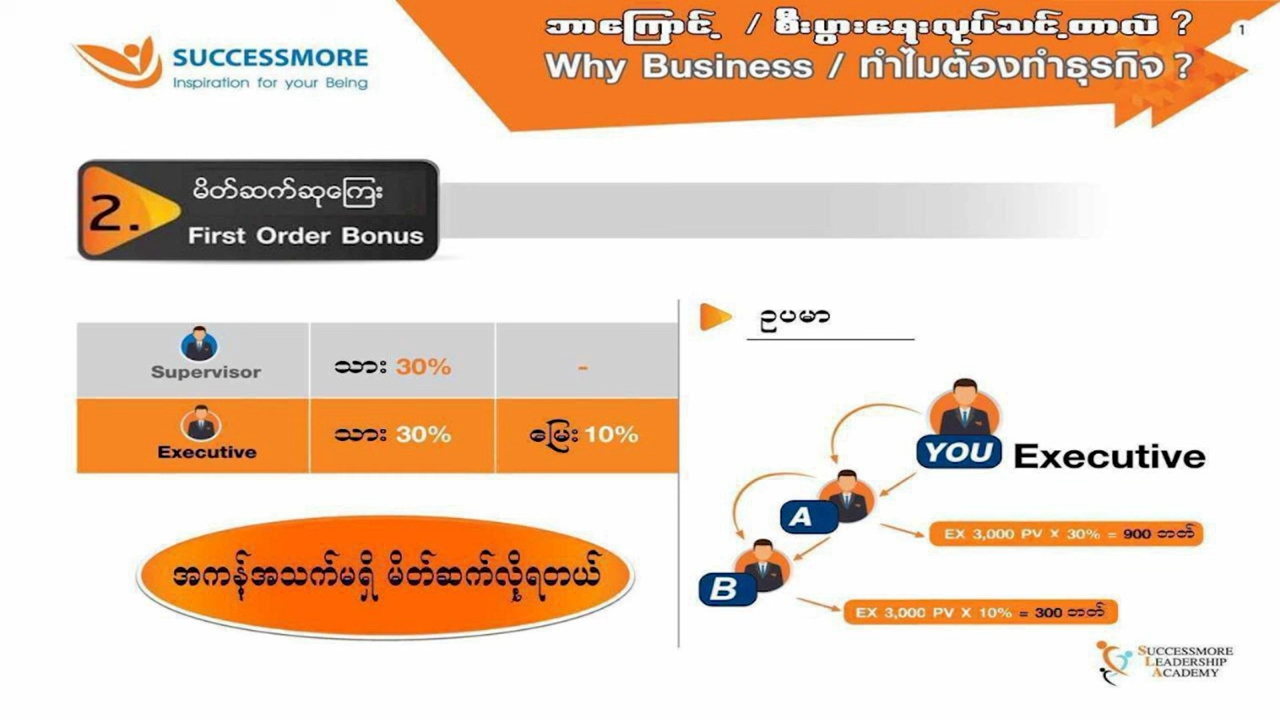 SUCCESSMORE
Inspiration for your Being
ဘာကြောင့် / စီးပွားရေးလုပ်သင့်တာလဲ ?
Why Business / ทำไมต้องทำธุรกิจ ?
1
2.
မိတ်ဆက်ဆုကြေး
First Order Bonus
Supervisor
သား 30%
-
Executive
သား 30%
မြေး 10%
အကန့်အသတ်မရှိ မိတ်ဆက်လို့ရတယ်
ဥပမာ
YOU Executive
A
EX 3,000 PV X 30% = 900 ဘတ်
B
EX 3,000 PV X 10% = 300 ဘတ်
SUCCESSMORE
LEADERSHIP
ACADEMY